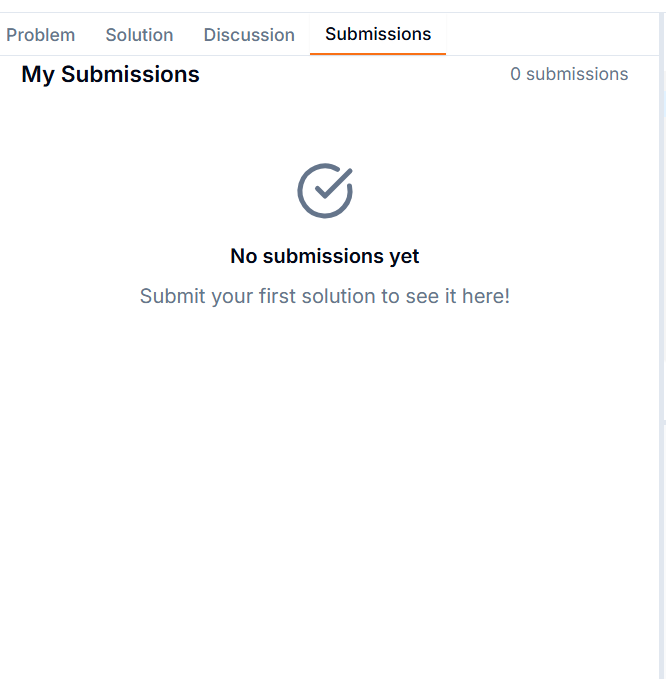 Problem Solution Discussion Submissions
My Submissions 0 submissions
No submissions yet
Submit your first solution to see it here!